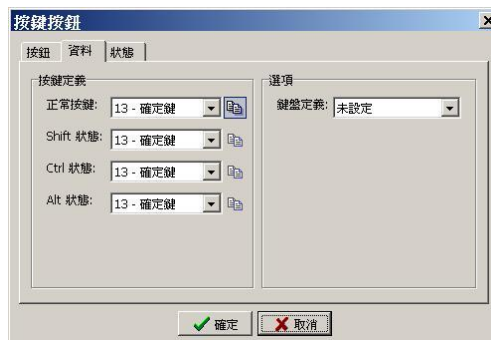 按鍵按鈕
按鈕 資料 狀態
按鍵定義
正常按鍵: 13 - 確定鍵
Shift 狀態: 13 - 確定鍵
Ctrl 狀態: 13 - 確定鍵
Alt 狀態: 13 - 確定鍵
選項
鍵盤定義: 未設定
確定 取消